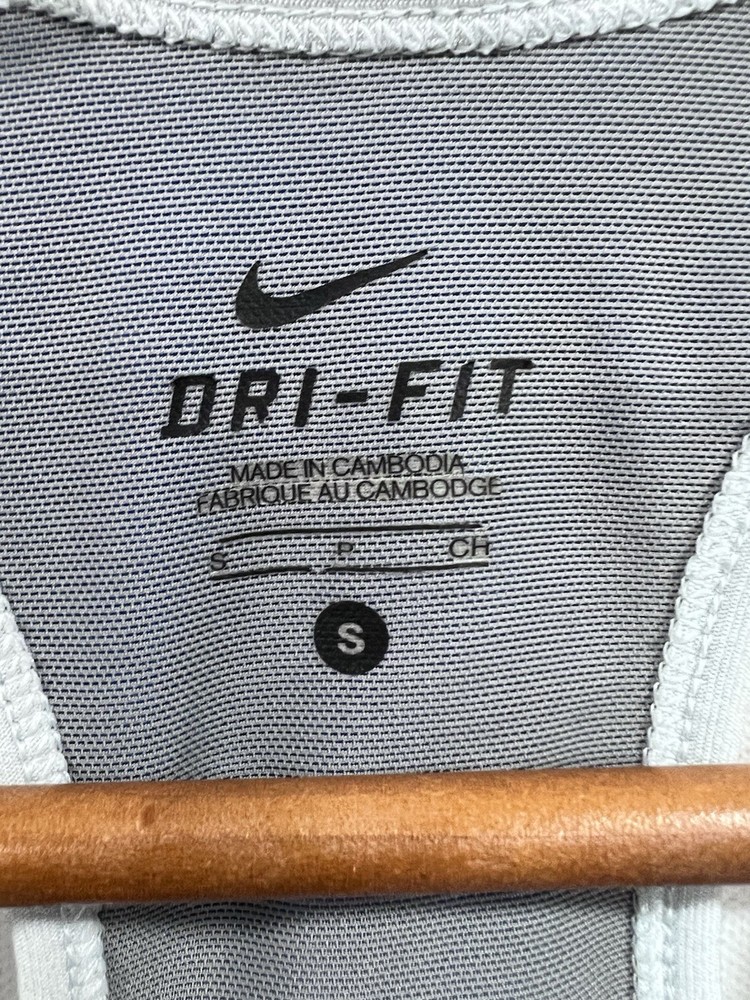 DRI-FIT
MADE IN CAMBODIA
FABRIQUE AU CAMBODGE
S P CH
S